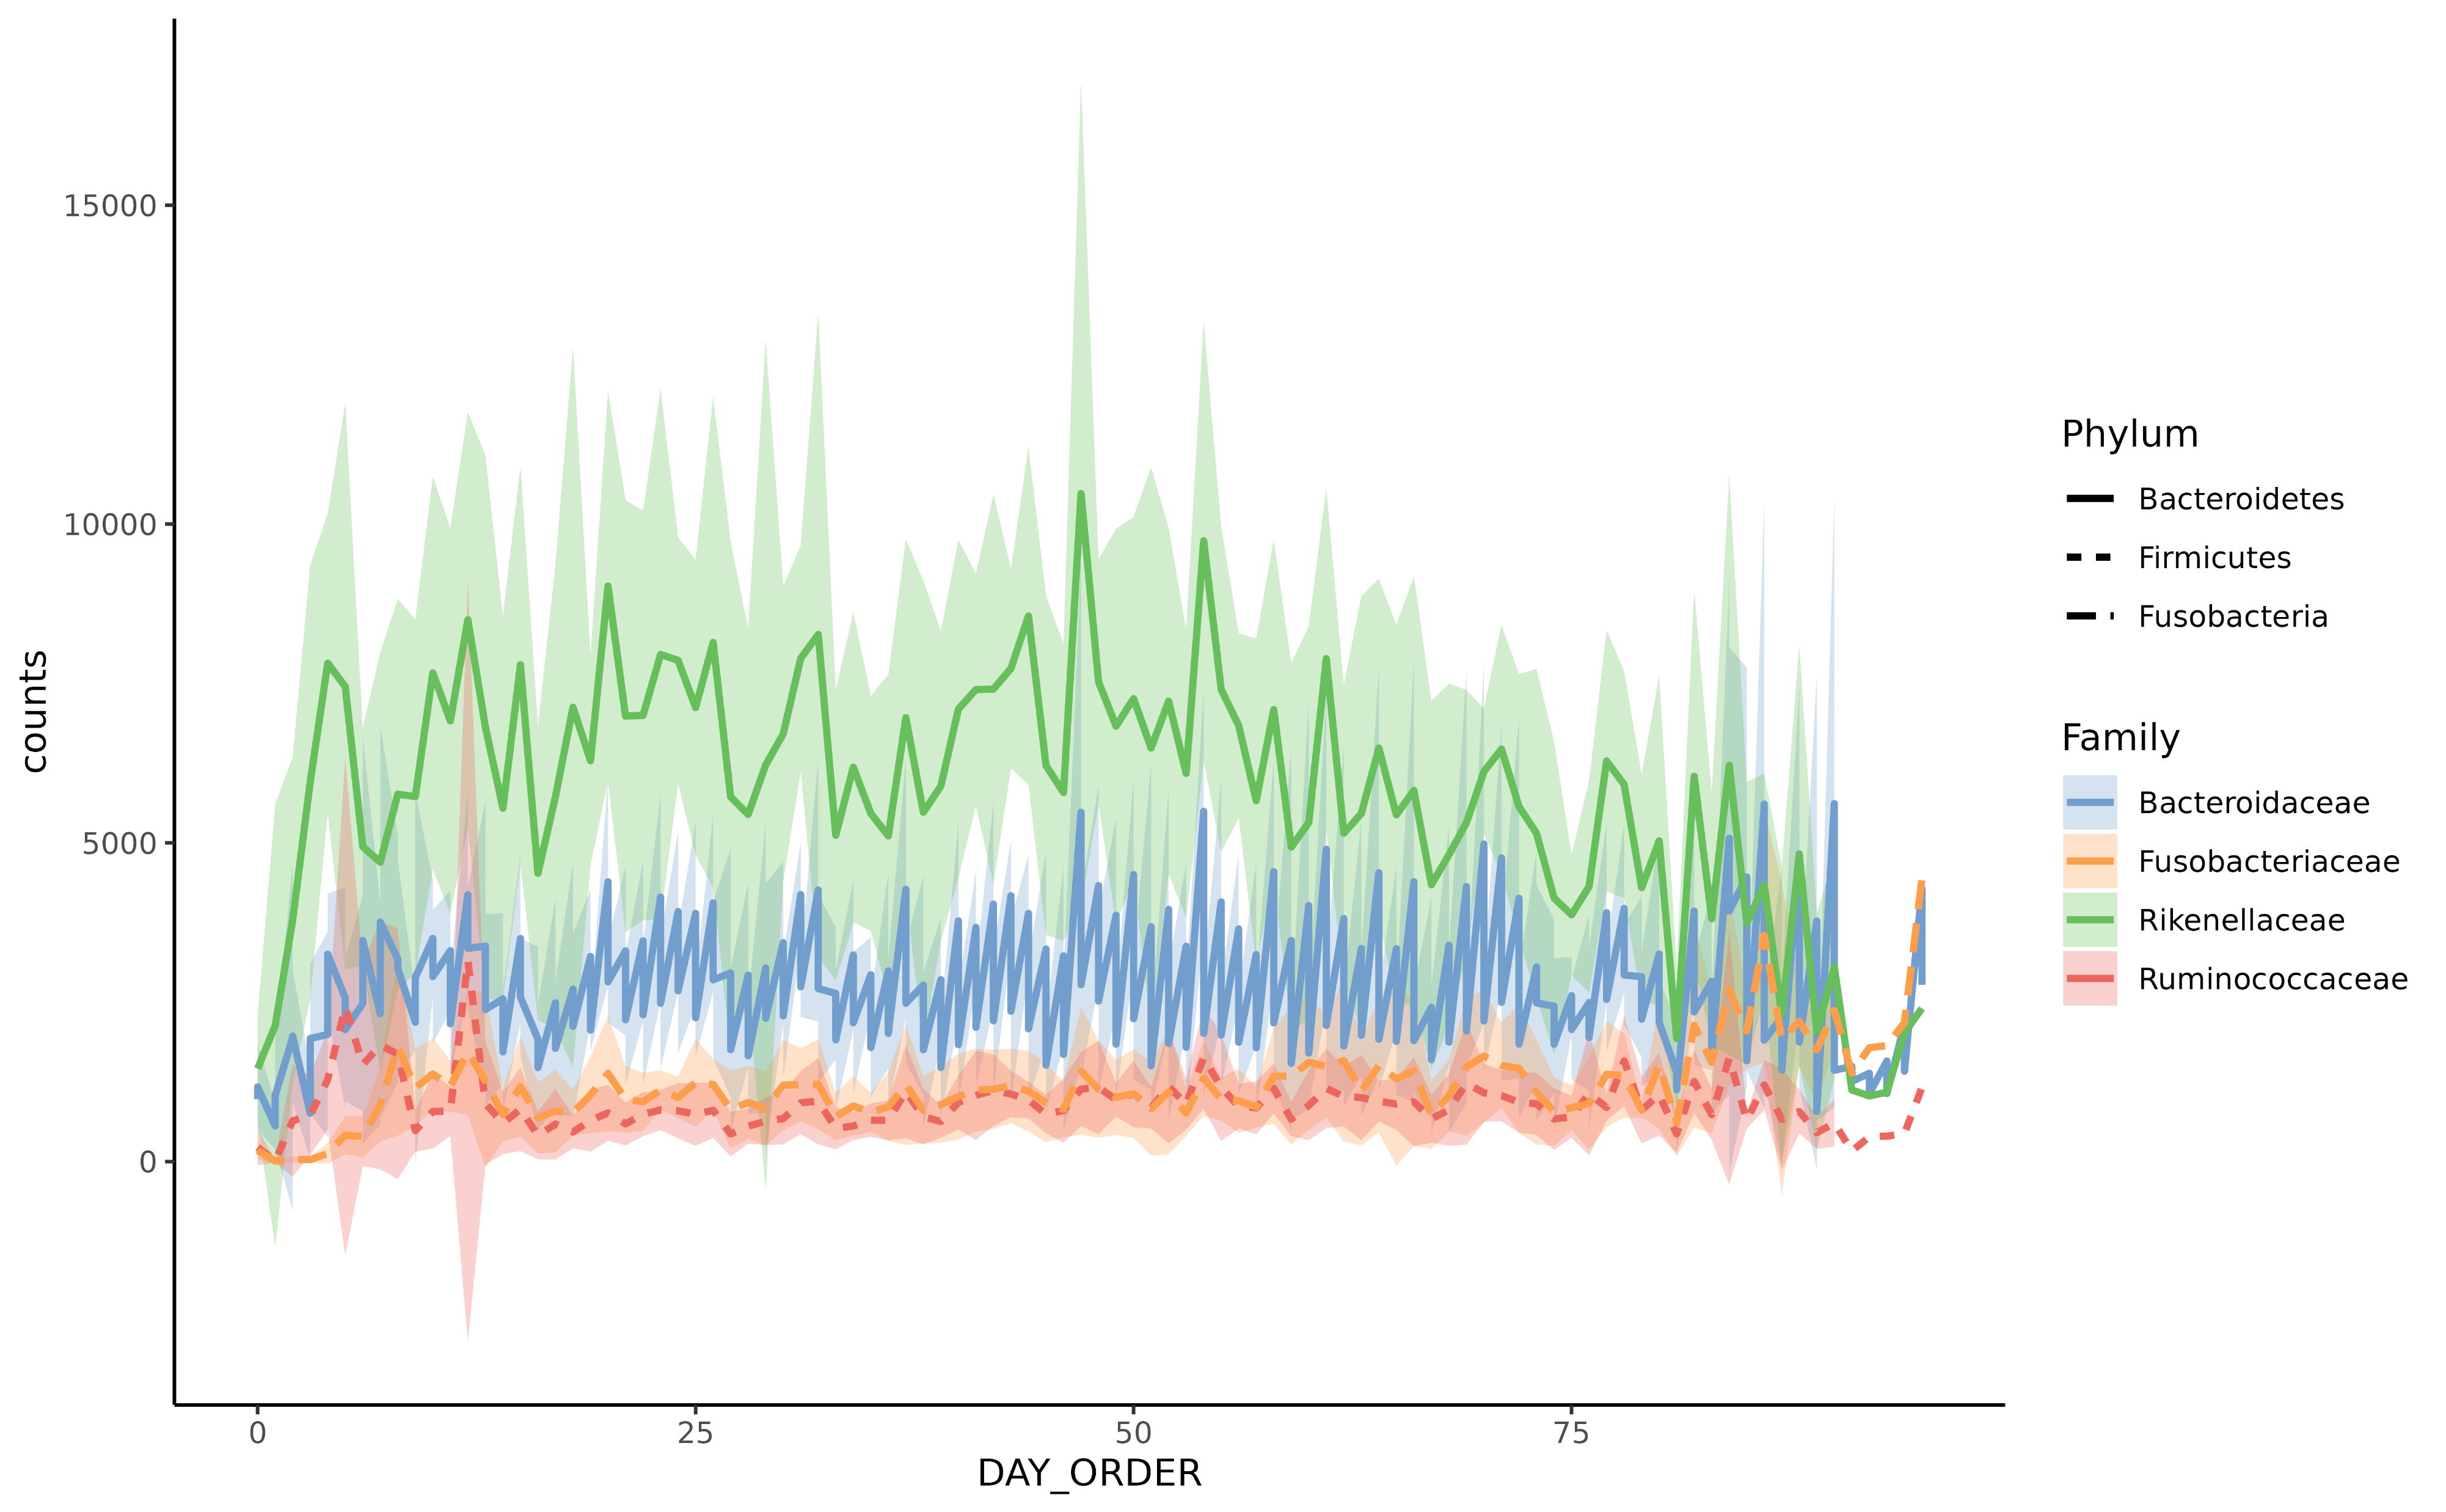 counts
15000
10000
5000
0
0
25
50
75
DAY_ORDER
Phylum
Bacteroidetes
Firmicutes
Fusobacteria
Family
Bacteroidaceae
Fusobacteriaceae
Rikenellaceae
Ruminococcaceae